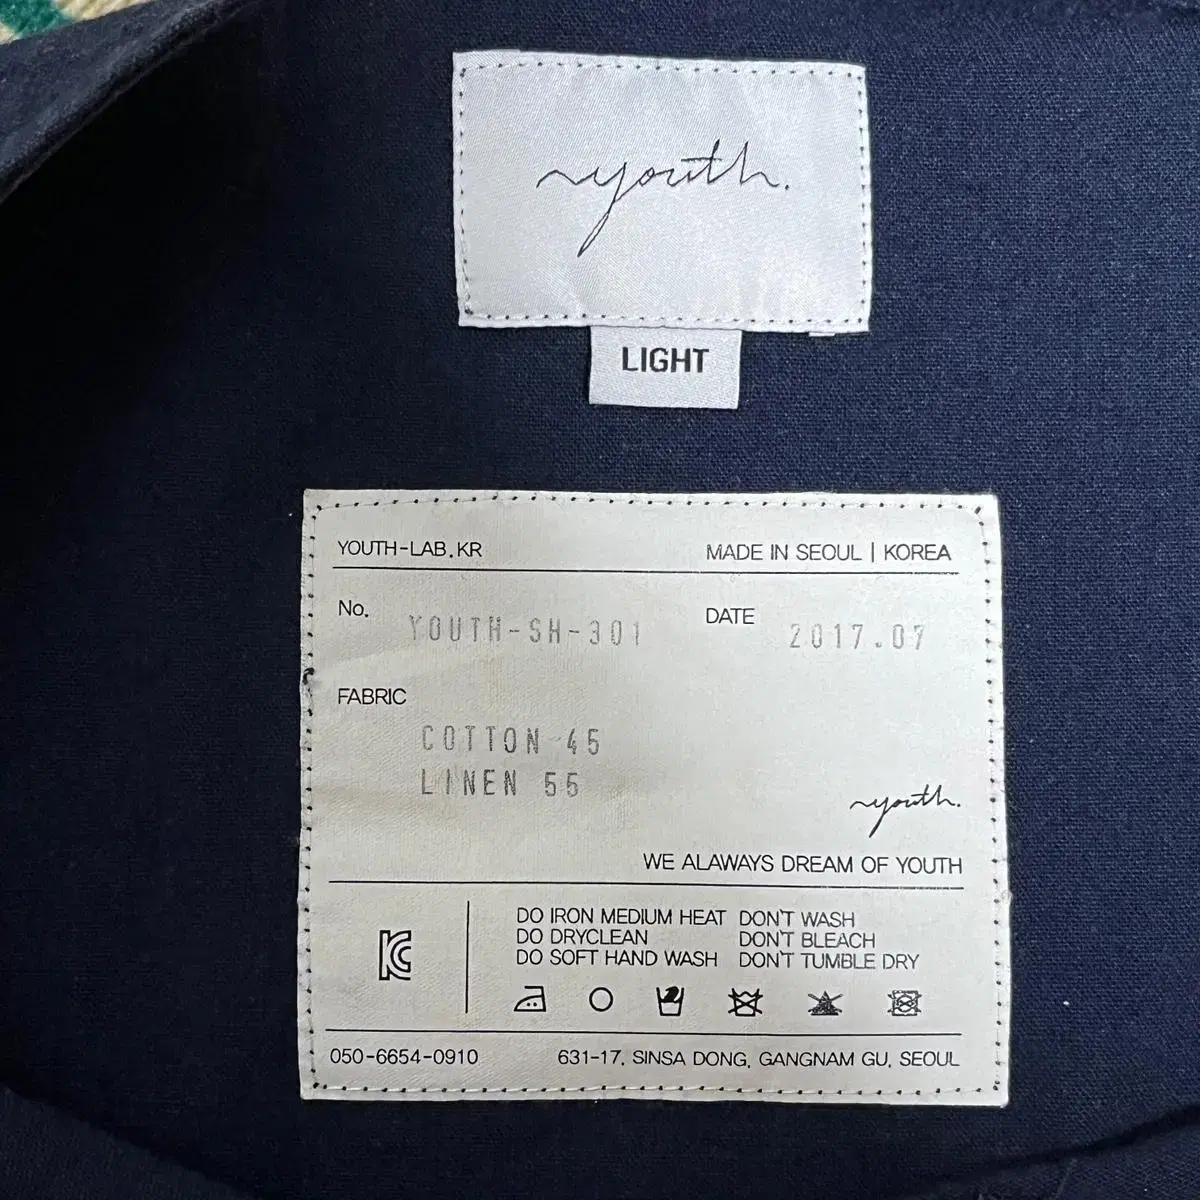 youth.
LIGHT
YOUTH-LAB.KR MADE IN SEOUL | KOREA
No. YOUTH-SH-301 DATE 2017.07
FABRIC
COTTON 45
LINEN 55
youth.
WE ALAWAYS DREAM OF YOUTH
DO IRON MEDIUM HEAT DON'T WASH
DO DRYCLEAN DON'T BLEACH
DO SOFT HAND WASH DON'T TUMBLE DRY
050-6654-0910 631-17, SINSA DONG, GANGNAM GU, SEOUL